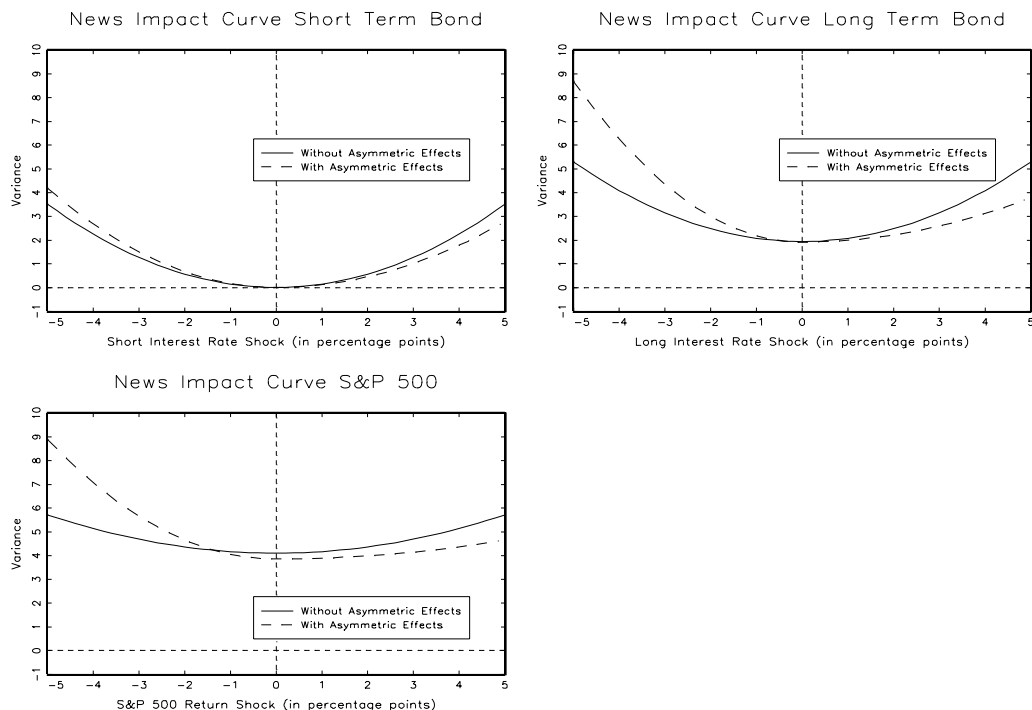 News Impact Curve Short Term Bond
Variance
10
9
8
7
6
5
4
3
2
1
0
-1
Without Asymmetric Effects
With Asymmetric Effects
-5 -4 -3 -2 -1 0 1 2 3 4 5
Short Interest Rate Shock (in percentage points)
News Impact Curve Long Term Bond
Variance
10
9
8
7
6
5
4
3
2
1
0
-1
Without Asymmetric Effects
With Asymmetric Effects
-5 -4 -3 -2 -1 0 1 2 3 4 5
Long Interest Rate Shock (in percentage points)
News Impact Curve S&P 500
Variance
10
9
8
7
6
5
4
3
2
1
0
-1
Without Asymmetric Effects
With Asymmetric Effects
-5 -4 -3 -2 -1 0 1 2 3 4 5
S&P 500 Return Shock (in percentage points)